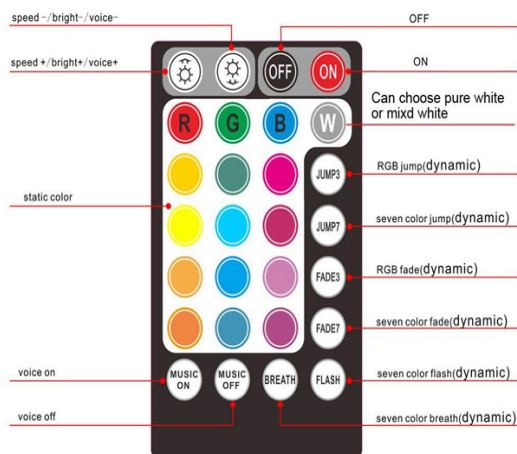 speed -/bright-/voice-
OFF
speed +/bright+/voice+
ON
OFF
ON
R
G
B
W
Can choose pure white
or mixd white
JUMP3
RGB jump(dynamic)
static color
JUMP7
seven color jump(dynamic)
FADE3
RGB fade(dynamic)
FADE7
seven color fade(dynamic)
voice on
MUSIC
ON
MUSIC
OFF
BREATH
FLASH
seven color flash(dynamic)
voice off
seven color breath(dynamic)